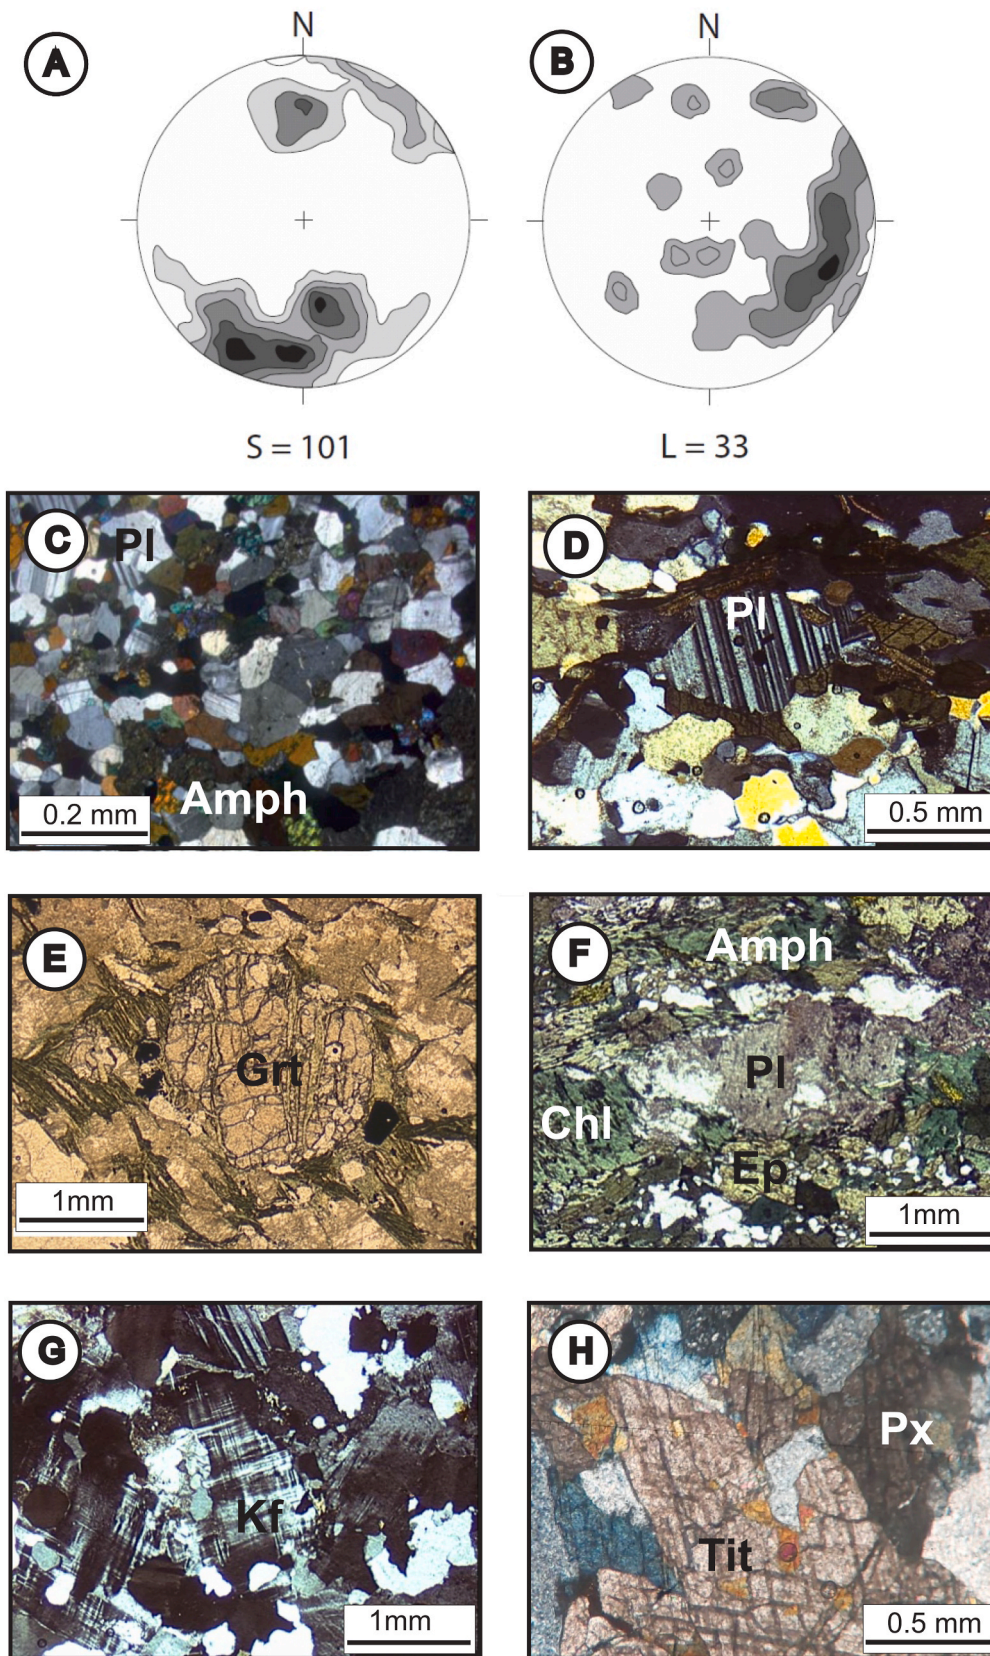 A
N
B
N
S = 101
L = 33
C
Pl
Amph
0.2 mm
D
Pl
0.5 mm
E
Grt
1mm
F
Amph
Pl
Chl
Ep
1mm
G
Kf
1mm
H
Px
Tit
0.5 mm